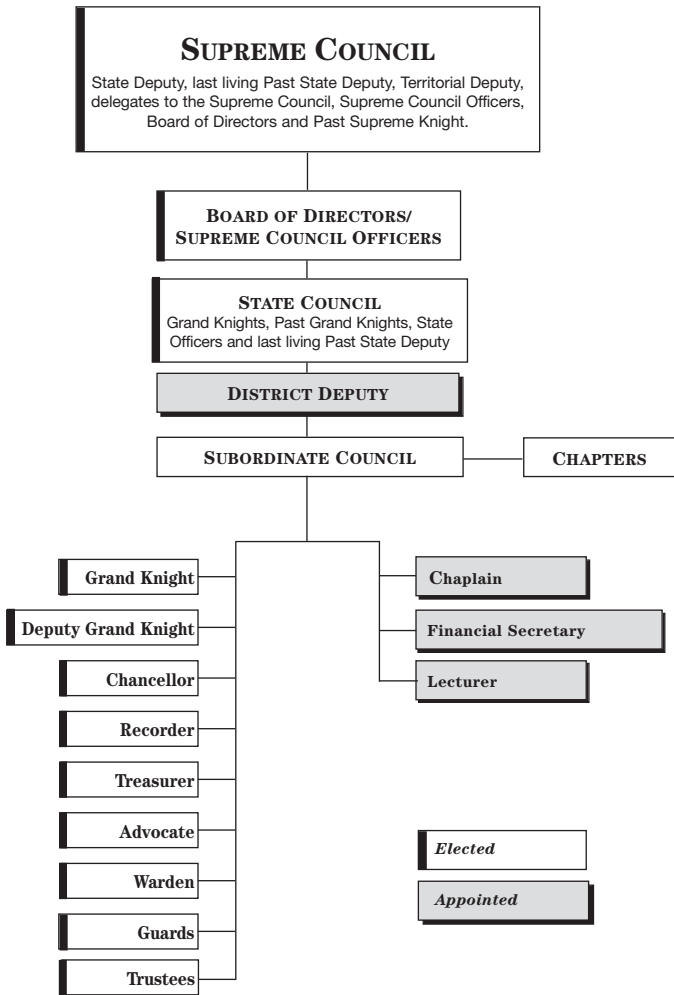 SUPREME COUNCIL
State Deputy, last living Past State Deputy, Territorial Deputy,
delegates to the Supreme Council, Supreme Council Officers,
Board of Directors and Past Supreme Knight.
BOARD OF DIRECTORS/
SUPREME COUNCIL OFFICERS
STATE COUNCIL
Grand Knights, Past Grand Knights, State
Officers and last living Past State Deputy
DISTRICT DEPUTY
SUBORDINATE COUNCIL
CHAPTERS
Grand Knight
Deputy Grand Knight
Chancellor
Recorder
Treasurer
Advocate
Warden
Guards
Trustees
Chaplain
Financial Secretary
Lecturer
Elected
Appointed